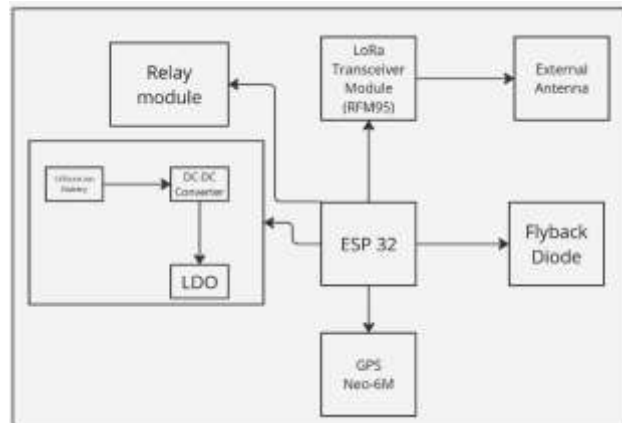 Relay
module
LoRa
Transceiver
Module
(RFM95)
External
Antenna
DC-DC
Converter
LDO
ESP 32
Flyback
Diode
GPS
Neo-6M